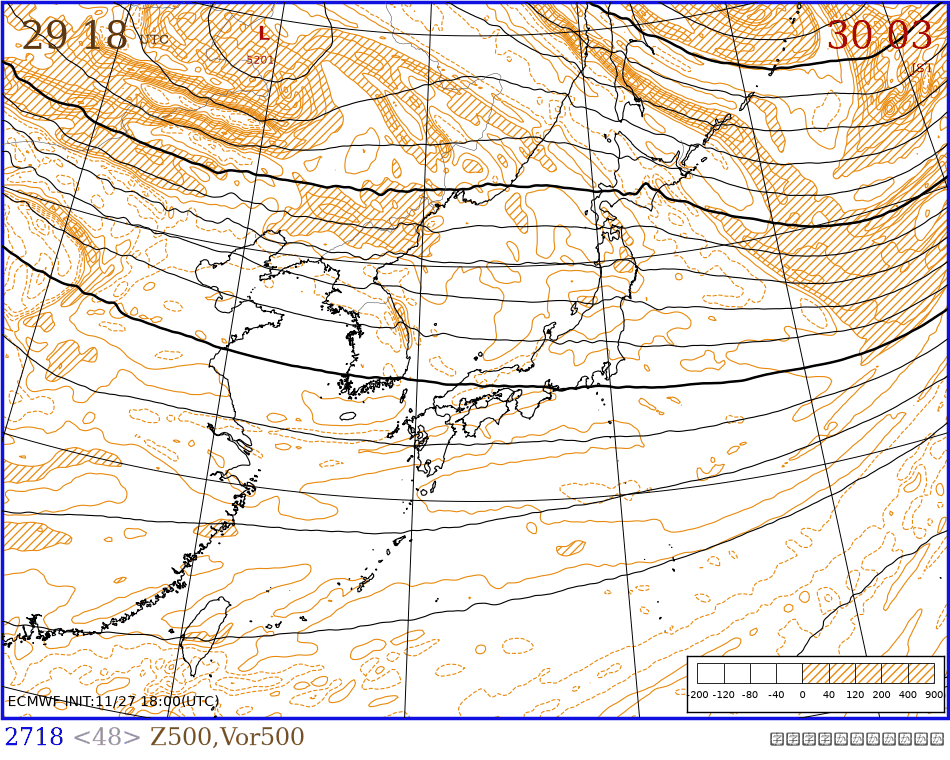 29 18 UTC
30 03 JST
L
5201
-200 -120 -80 -40 0 40 120 200 400 900
ECMWF INIT:11/27 18:00(UTC)
2718 <48> Z500,Vor500